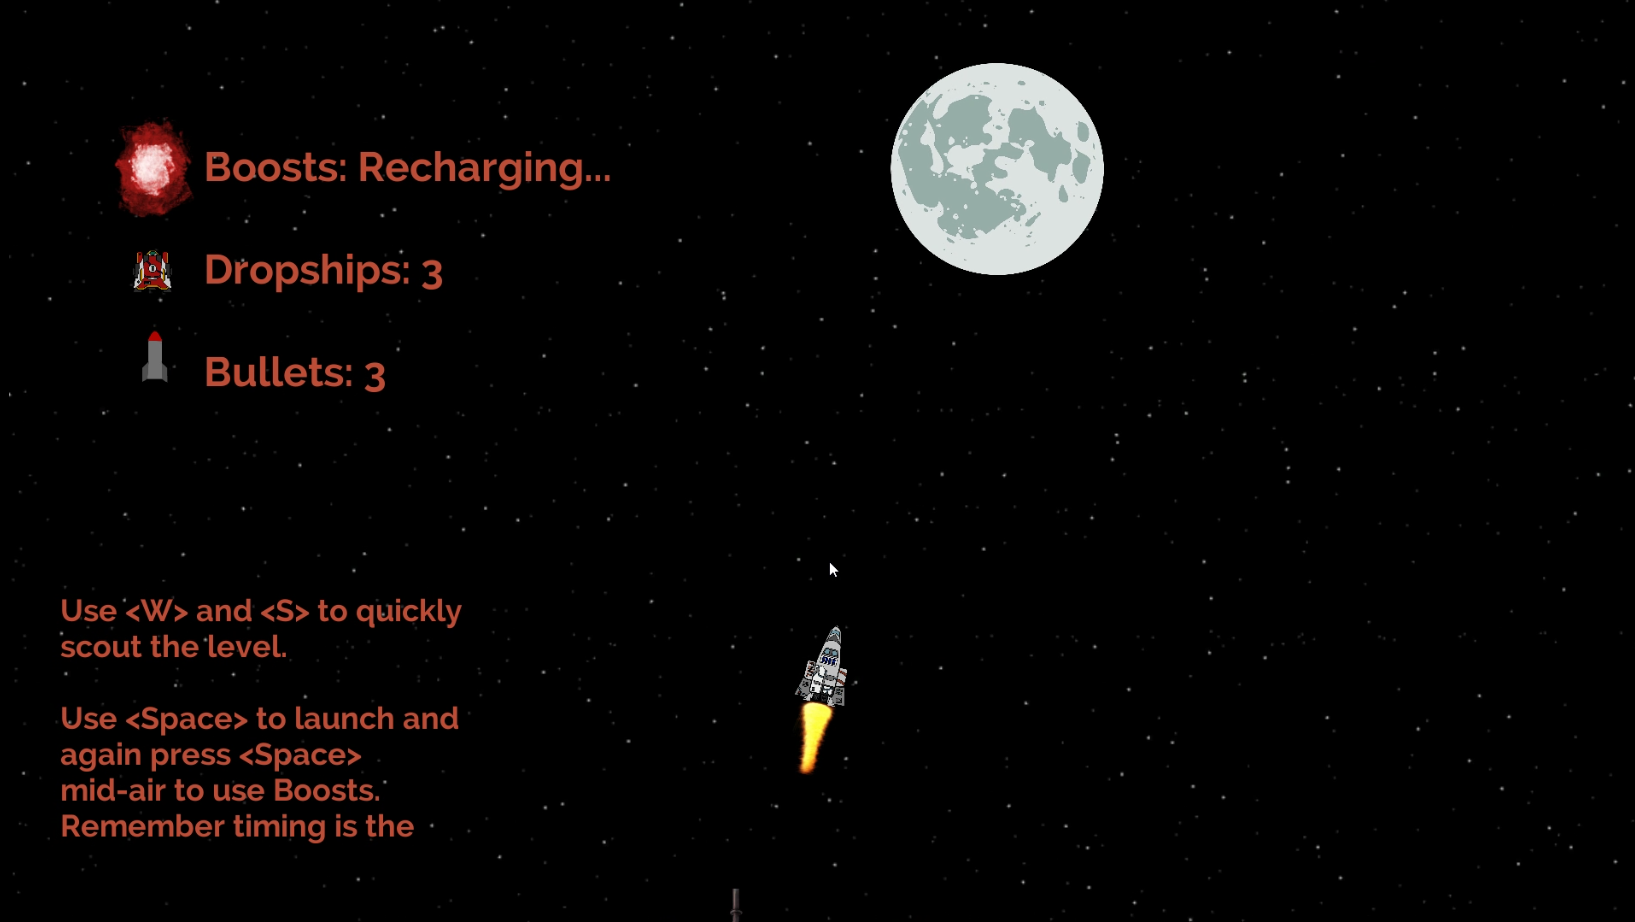 Boosts: Recharging...
Dropships: 3
Bullets: 3
Use <W> and <S> to quickly
scout the level.
Use <Space> to launch and
again press <Space>
mid-air to use Boosts.
Remember timing is the